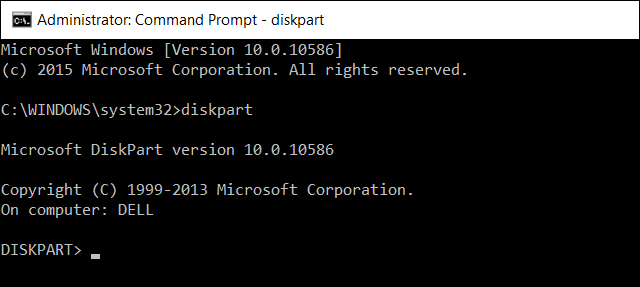 Administrator: Command Prompt - diskpart
Microsoft Windows [Version 10.0.10586]
(c) 2015 Microsoft Corporation. All rights reserved.
C:\WINDOWS\system32>diskpart
Microsoft DiskPart version 10.0.10586
Copyright (C) 1999-2013 Microsoft Corporation.
On computer: DELL
DISKPART> _